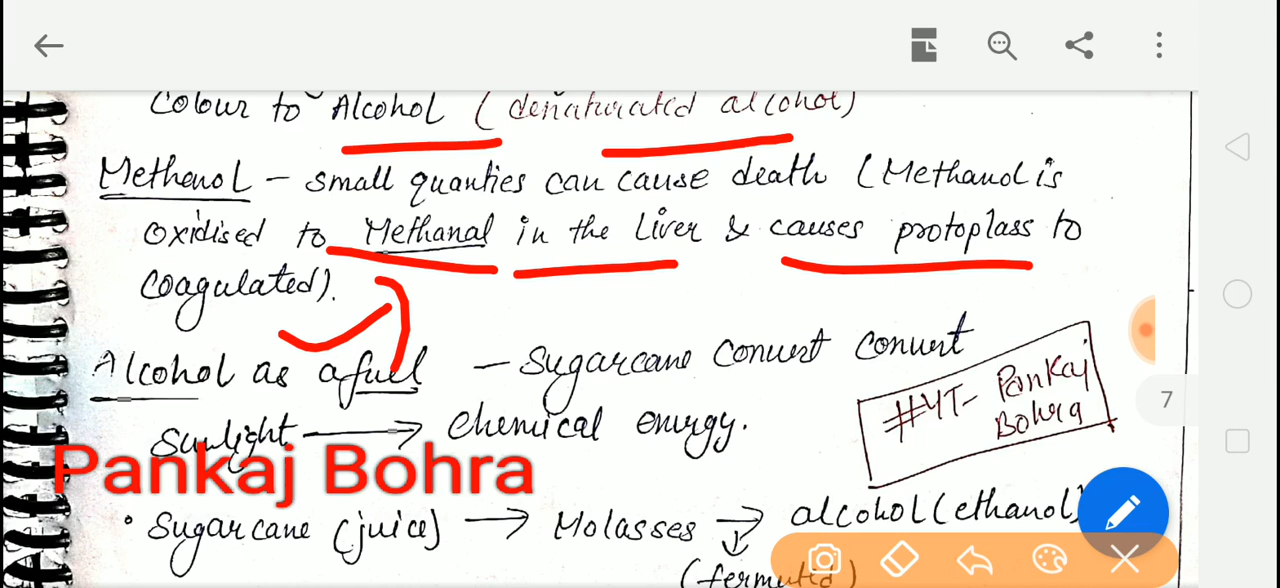 Colour to Alcohol (denaturated alcohol)
Methenol - small quanties can cause death (Methanol is
oxidised to Methanal in the Liver & causes protoplass to
coagulated).
Alcohol as a fuel - Sugarcane convert convert
Sunlight → chemical energy.
#YT- Pankaj
Bohra
7
Pankaj Bohra
• Sugarcane (juice) → Molasses → alcohol (ethanol)
(fermutid)